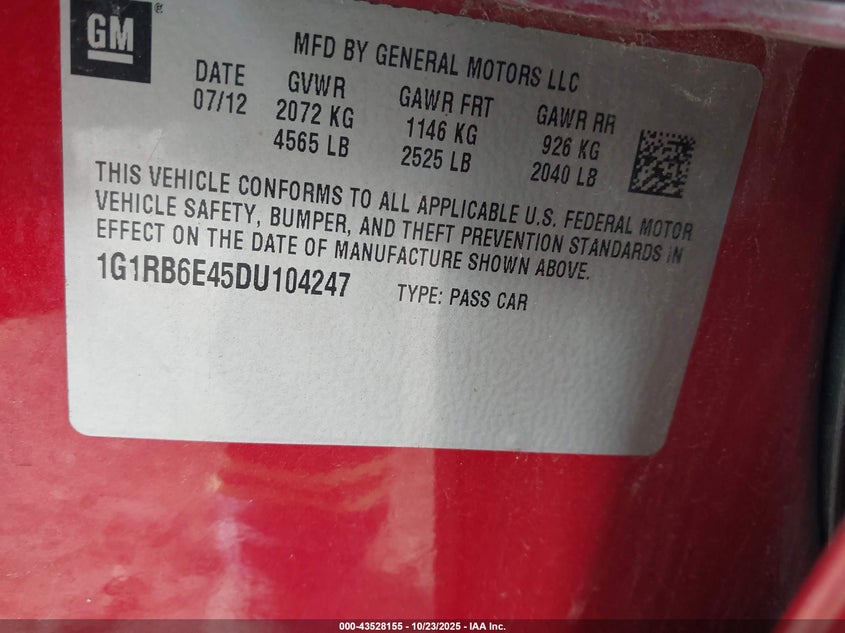 GM ®
MFD BY GENERAL MOTORS LLC
DATE GVWR GAWR FRT GAWR RR
07/12 2072 KG 1146 KG 926 KG
4565 LB 2525 LB 2040 LB
THIS VEHICLE CONFORMS TO ALL APPLICABLE U.S. FEDERAL MOTOR
VEHICLE SAFETY, BUMPER, AND THEFT PREVENTION STANDARDS IN
EFFECT ON THE DATE OF MANUFACTURE SHOWN ABOVE.
1G1RB6E45DU104247 TYPE: PASS CAR
000-43528155 - 10/23/2025 - IAA Inc.